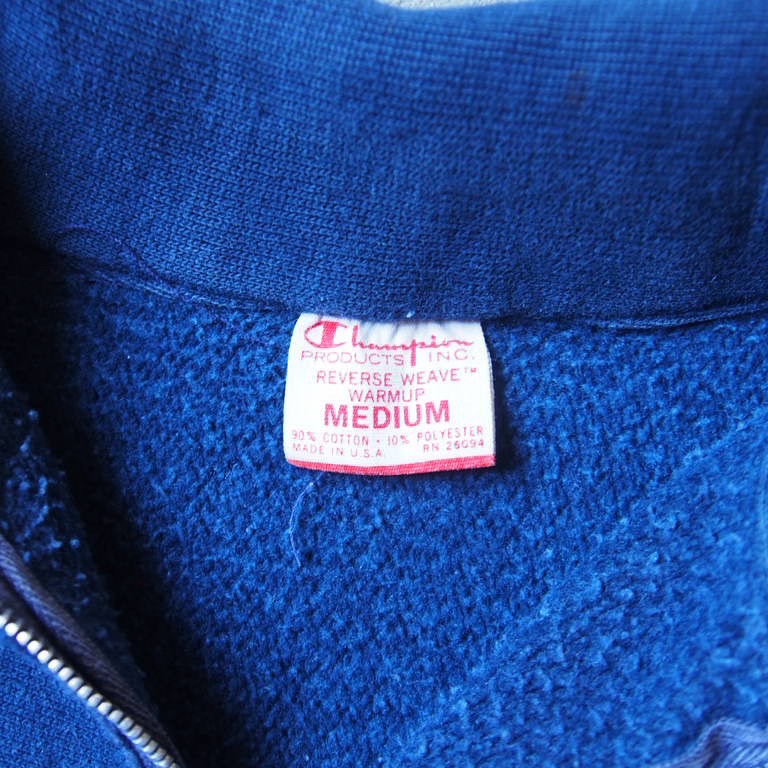 Champion
PRODUCTS INC.
REVERSE WEAVE™
WARMUP
MEDIUM
90% COTTON · 10% POLYESTER
MADE IN U.S.A. RN 26094